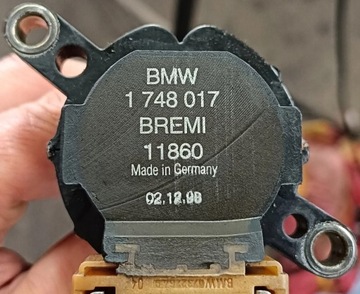 BMW
1 748 017
BREMI
11860
Made in Germany
02.12.98